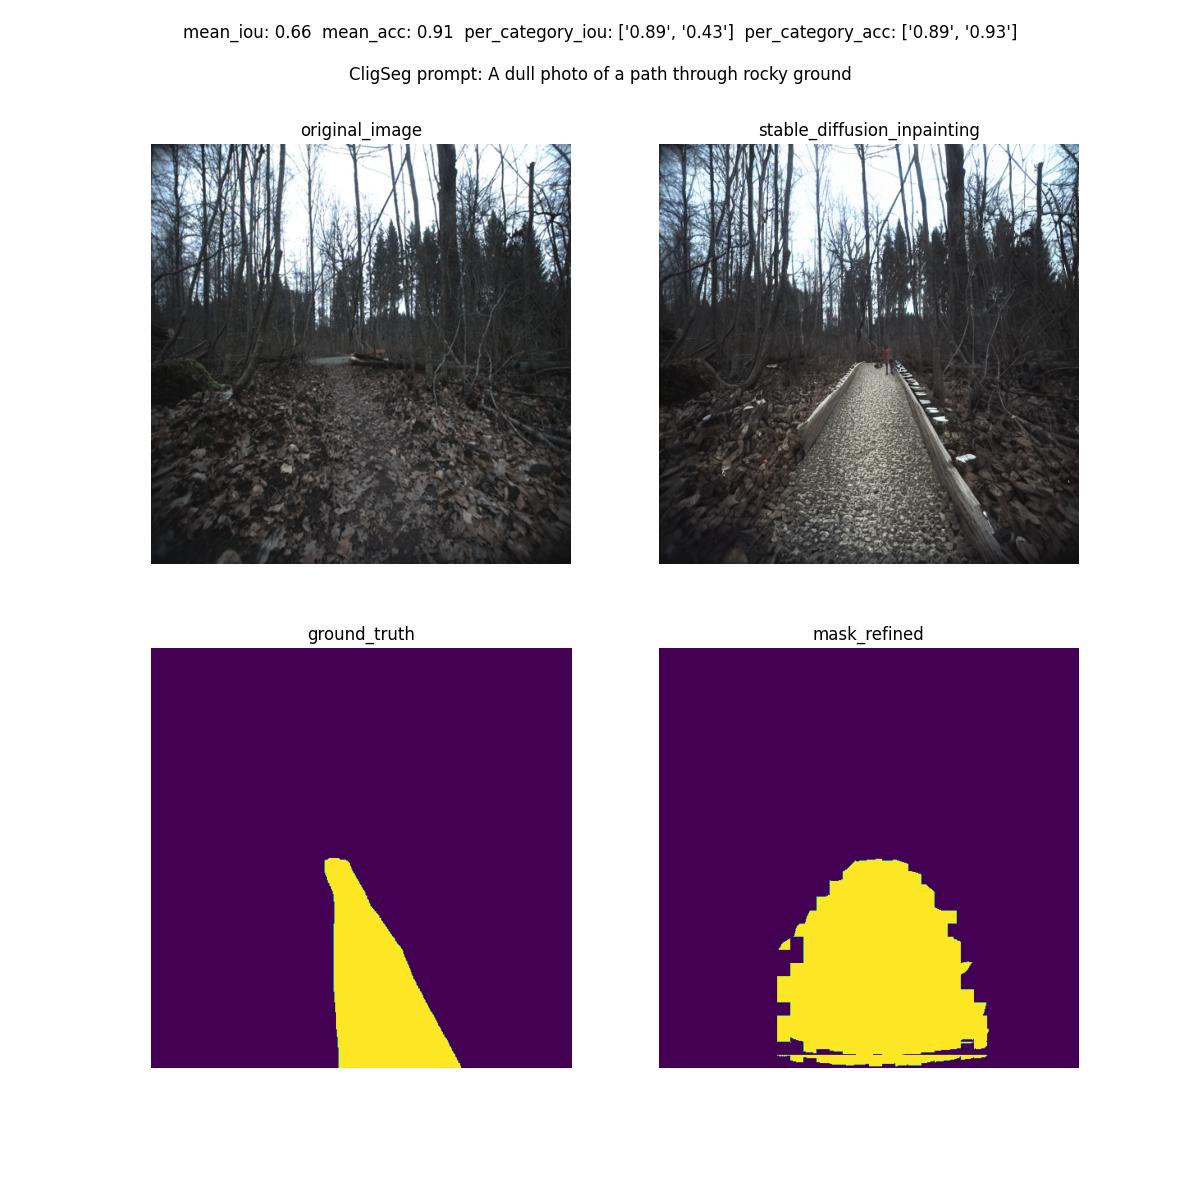 mean_iou: 0.66  mean_acc: 0.91  per_category_iou: ['0.89', '0.43']  per_category_acc: ['0.89', '0.93']
CligSeg prompt: A dull photo of a path through rocky ground
original_image
stable_diffusion_inpainting
ground_truth
mask_refined